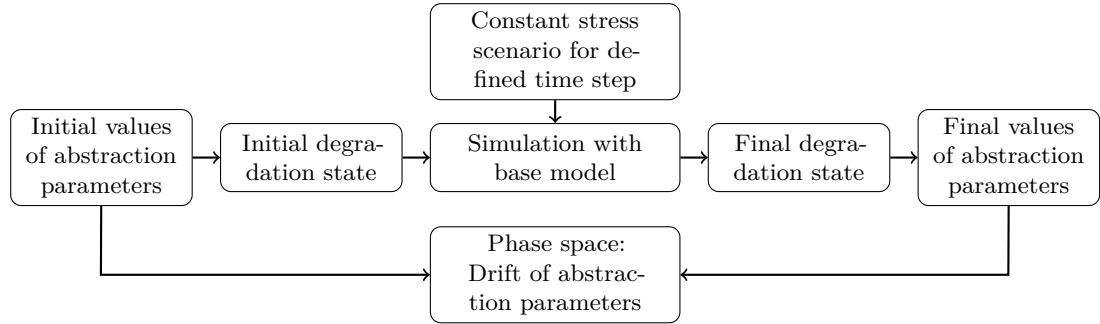 Constant stress
scenario for de-
fined time step
Initial values
of abstraction
parameters
Initial degra-
dation state
Simulation with
base model
Final degra-
dation state
Final values
of abstraction
parameters
Phase space:
Drift of abstrac-
tion parameters